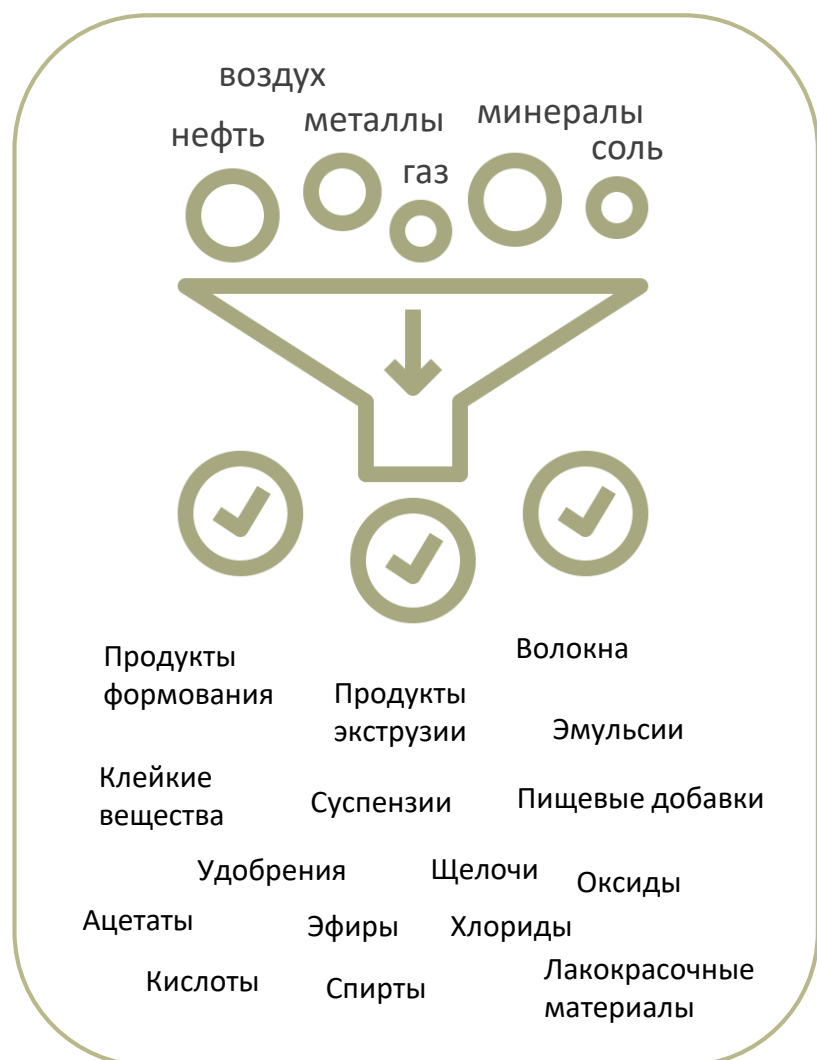 воздух
нефть
металлы
минералы
газ
соль
Продукты
формования
Волокна
Продукты
экструзии
Эмульсии
Клейкие
вещества
Суспензии
Пищевые добавки
Удобрения
Щелочи
Оксиды
Ацетаты
Эфиры
Хлориды
Кислоты
Спирты
Лакокрасочные
материалы